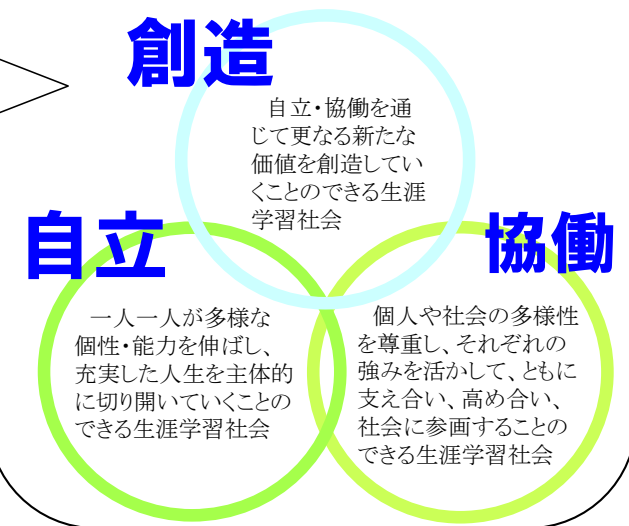 創造
自立・協働を通
じて更なる新たな
価値を創造してい
くことのできる生涯
学習社会
自立
一人一人が多様な
個性・能力を伸ばし、
充実した人生を主体的
に切り開いていくことの
できる生涯学習社会
協働
個人や社会の多様性
を尊重し、それぞれの
強みを活かして、ともに
支え合い、高め合い、
社会に参画することの
できる生涯学習社会